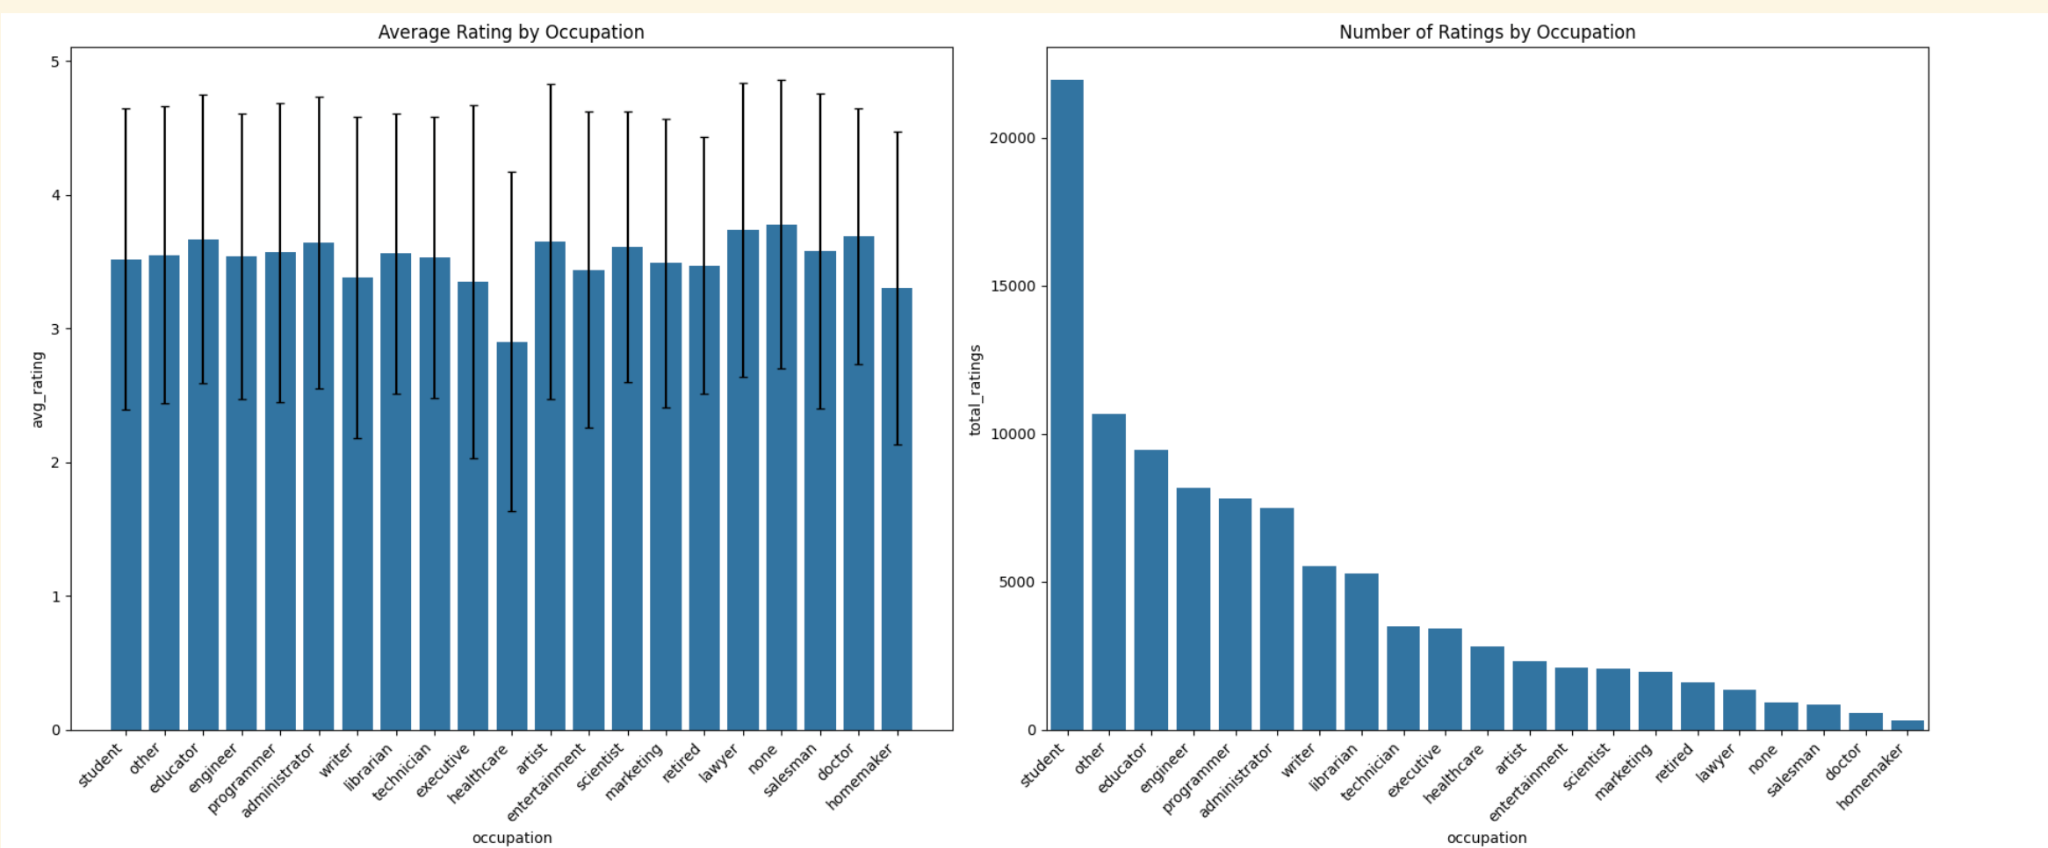 Average Rating by Occupation
5
4
3
2
1
0
avg_rating
student
other
educator
engineer
programmer
administrator
writer
librarian
technician
executive
healthcare
artist
entertainment
scientist
marketing
retired
lawyer
none
salesman
doctor
homemaker
occupation
Number of Ratings by Occupation
20000
15000
10000
5000
0
total_ratings
student
other
educator
engineer
programmer
administrator
writer
librarian
technician
executive
healthcare
artist
entertainment
scientist
marketing
retired
lawyer
none
salesman
doctor
homemaker
occupation